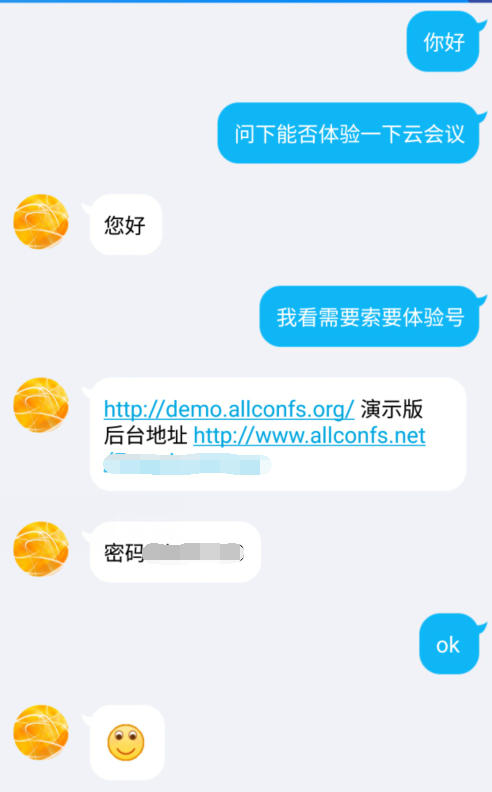 你好
问下能否体验一下云会议
您好
我看需要索要体验号
http://demo.allconfs.org/ 演示版
后台地址 http://www.allconfs.net
密码
ok